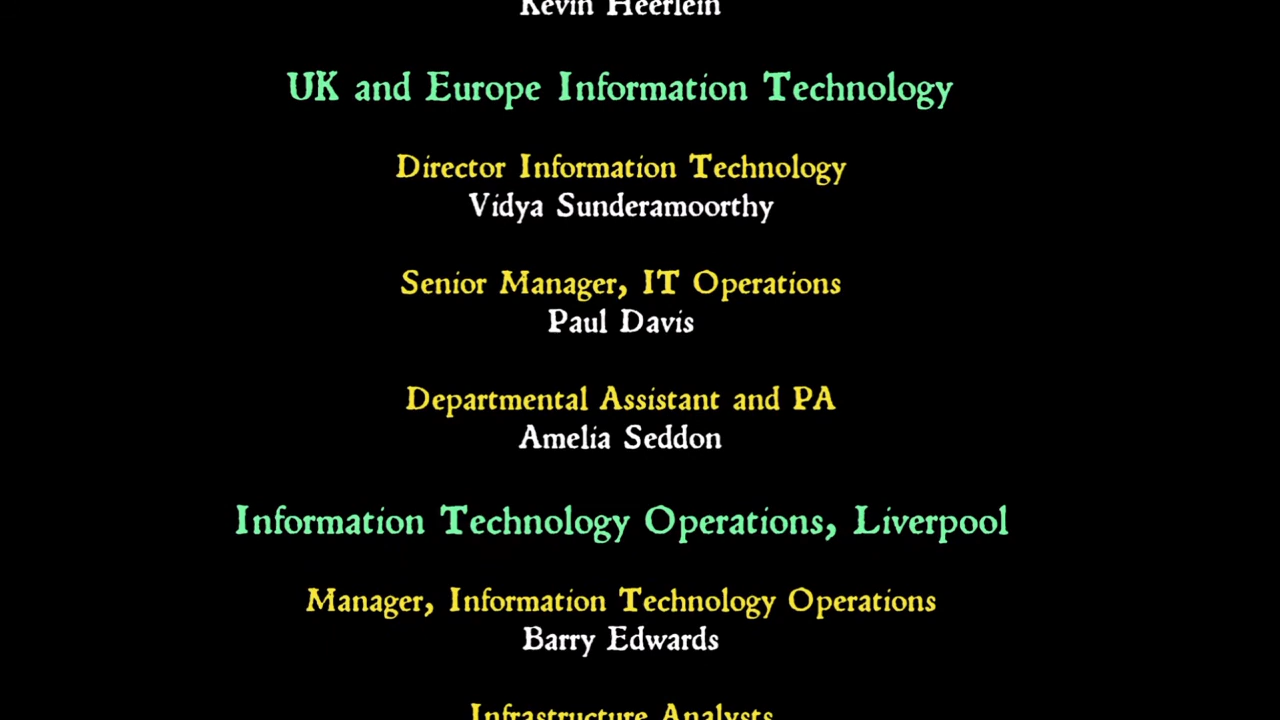 Kevin Heerlein
UK and Europe Information Technology
Director Information Technology
Vidya Sunderamoorthy
Senior Manager, IT Operations
Paul Davis
Departmental Assistant and PA
Amelia Seddon
Information Technology Operations, Liverpool
Manager, Information Technology Operations
Barry Edwards
Infrastructure Analysts